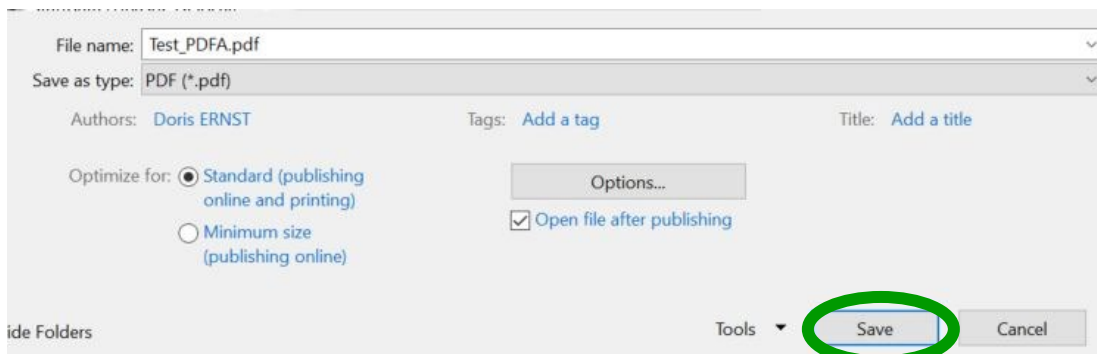 File name: Test_PDFA.pdf
Save as type: PDF (*.pdf)
Authors: Doris ERNST Tags: Add a tag Title: Add a title
Optimize for: Standard (publishing
online and printing)
Options...
Open file after publishing
Minimum size
(publishing online)
ide Folders Tools Save Cancel